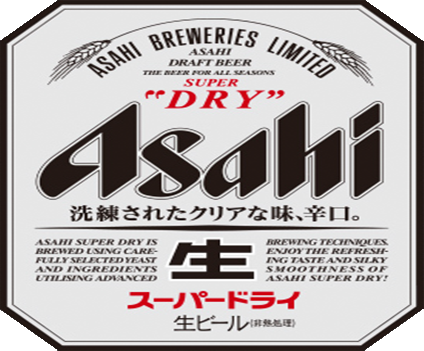 ASAHI BREWERIES LIMITED
ASAHI
DRAFT BEER
THE BEER FOR ALL SEASONS
SUPER
"DRY"
Asahi
洗練されたクリアな味、辛口。
ASAHI SUPER DRY IS
BREWED USING CARE-
FULLY SELECTED YEAST
AND INGREDIENTS
UTILISING ADVANCED
生
BREWING TECHNIQUES.
ENJOY THE REFRESH-
ING TASTE AND SILKY
SMOOTHNESS OF
ASAHI SUPER DRY!
スーパードライ
生ビール(非熱処理)